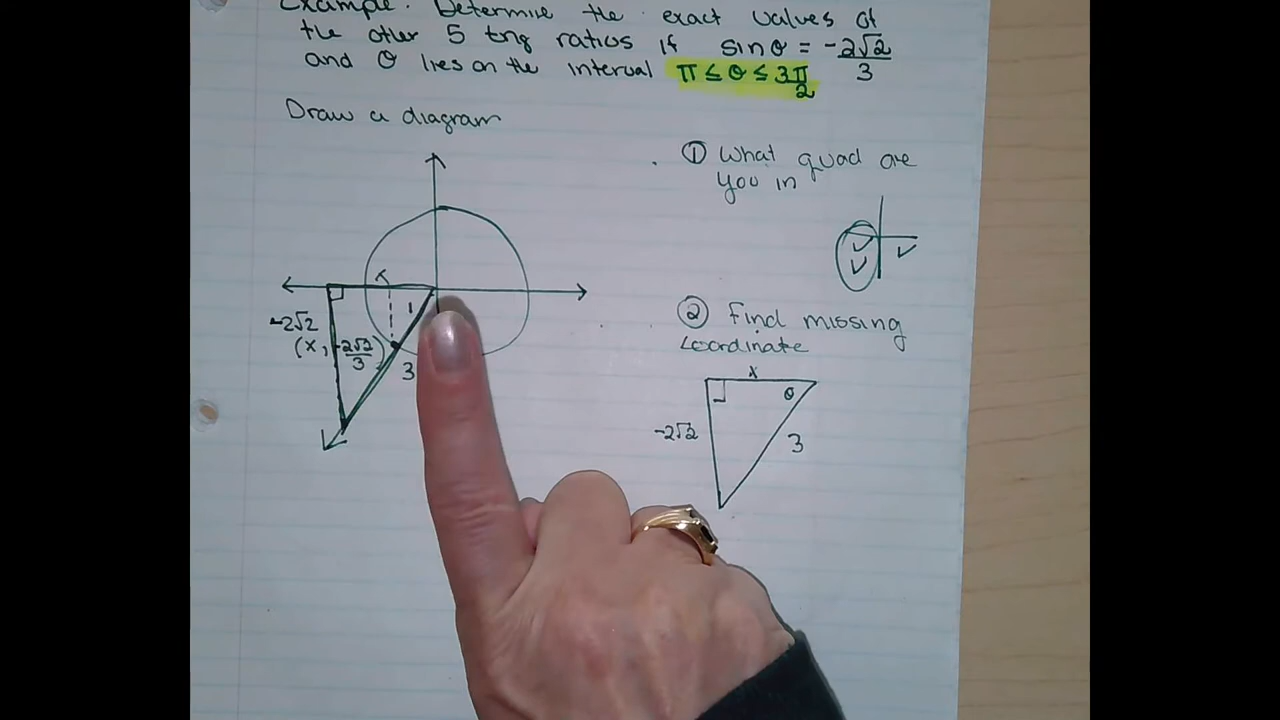 Example. Determine the exact values of
the other 5 trig ratios if sinθ = -2√2/3
and θ lies on the interval π ≤ θ ≤ 3π/2
Draw a diagram
① What quad are
you in
x
1
-2√2
(x, -2√2/3)
3
② Find missing
coordinate
x
θ
-2√2
3